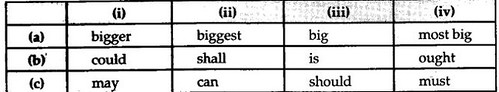 (i) (ii) (iii) (iv)
(a) bigger biggest big most big
(b) could shall is ought
(c) may can should must